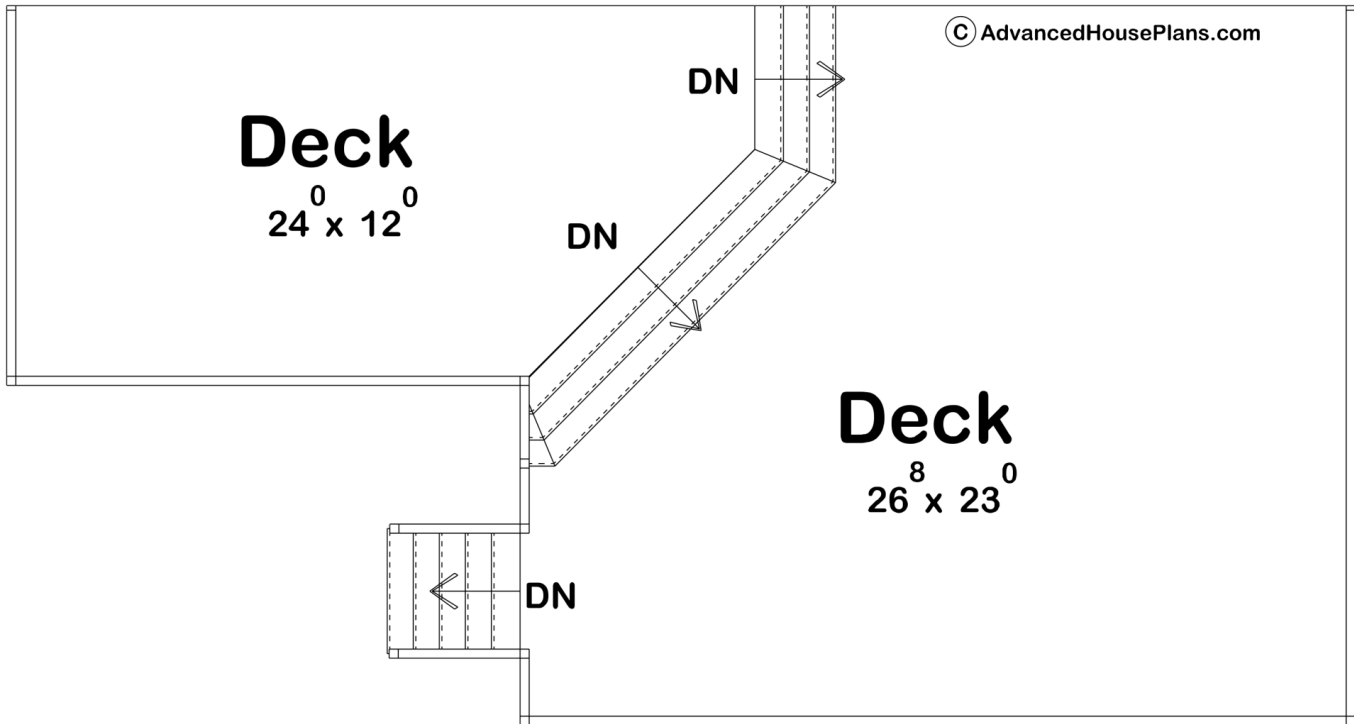 Ⓒ AdvancedHousePlans.com
DN
Deck
24⁰ x 12⁰
DN
Deck
26⁸ x 23⁰
DN